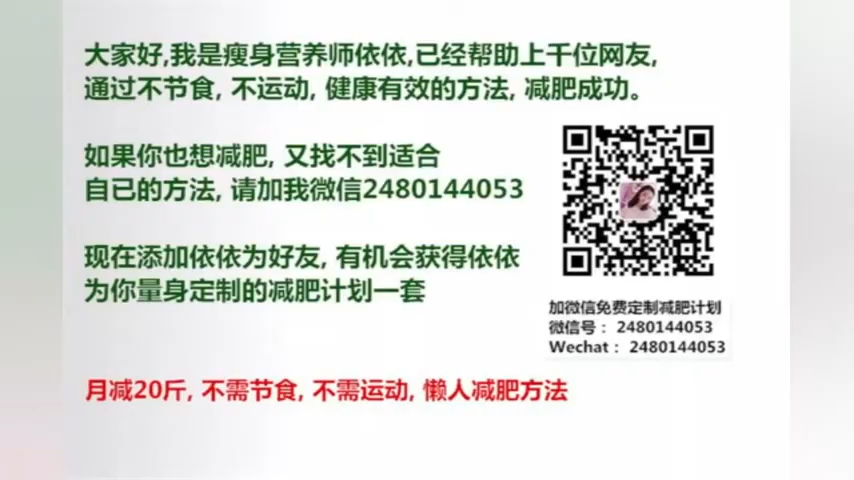 大家好,我是瘦身营养师依依,已经帮助上千位网友,
通过不节食, 不运动, 健康有效的方法, 减肥成功。
如果你也想减肥, 又找不到适合
自已的方法, 请加我微信2480144053
现在添加依依为好友, 有机会获得依依
为你量身定制的减肥计划一套
加微信免费定制减肥计划
微信号： 2480144053
Wechat： 2480144053
月减20斤, 不需节食, 不需运动, 懒人减肥方法